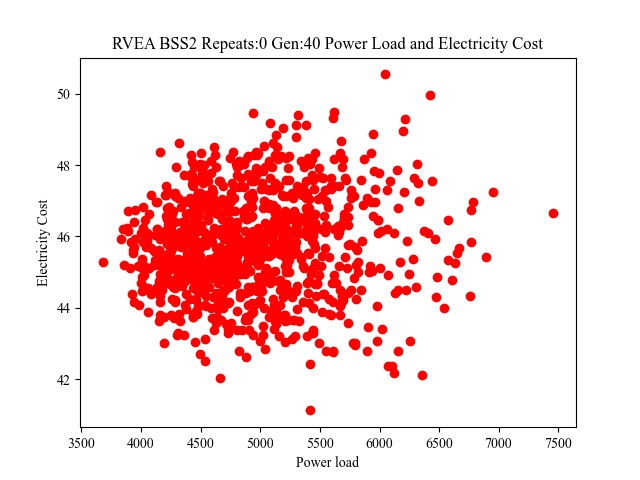 RVEA BSS2 Repeats:0 Gen:40 Power Load and Electricity Cost
50
48
46
44
42
Electricity Cost
3500 4000 4500 5000 5500 6000 6500 7000 7500
Power load